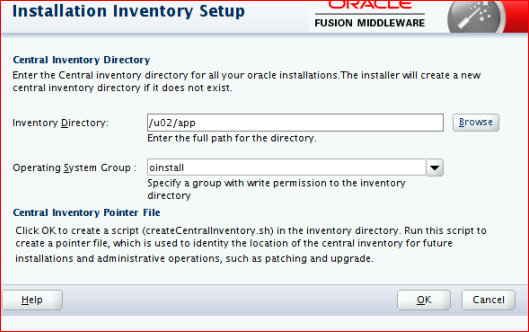 Installation Inventory Setup
ORACLE
FUSION MIDDLEWARE
Central Inventory Directory
Enter the Central inventory directory for all your oracle installations.The installer will create a new
central inventory directory if it does not exist.
Inventory Directory: /u02/app Browse
Enter the full path for the directory.
Operating System Group : oinstall
Specify a group with write permission to the inventory
directory
Central Inventory Pointer File
Click OK to create a script (createCentralInventory.sh) in the inventory directory. Run this script to
create a pointer file, which is used to identity the location of the central inventory for future
installations and administrative operations, such as patching and upgrade.
Help OK Cancel